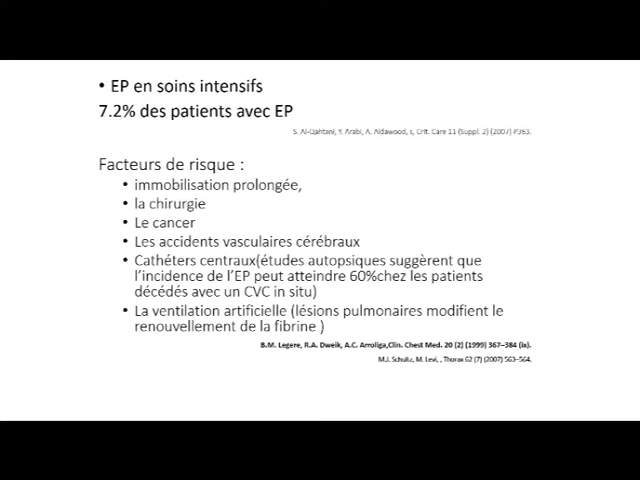 • EP en soins intensifs
7.2% des patients avec EP
S. Al-Qahtani, Y. Arabi, A. Aldawood, s, Crit. Care 11 (Suppl. 2) (2007) P363.
Facteurs de risque :
• immobilisation prolongée,
• la chirurgie
• Le cancer
• Les accidents vasculaires cérébraux
• Cathéters centraux(études autopsiques suggèrent que
l'incidence de l'EP peut atteindre 60%chez les patients
décédés avec un CVC in situ)
• La ventilation artificielle (lésions pulmonaires modifient le
renouvellement de la fibrine )
B.M. Legere, R.A. Dweik, A.C. Arroliga,Clin. Chest Med. 20 (2) (1999) 367–384 (ix).
M.J. Schultz, M. Levi, , Thorax 62 (7) (2007) 563–564.